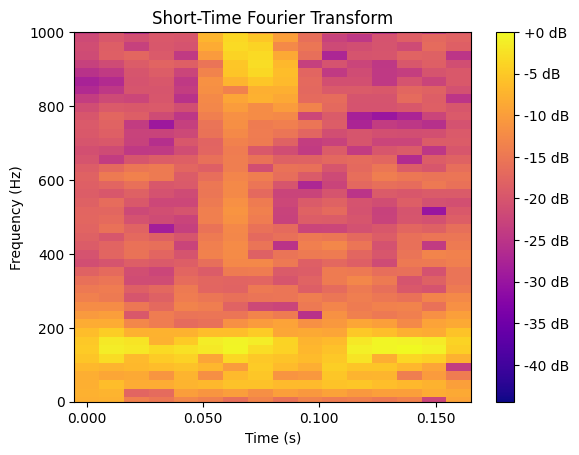 Short-Time Fourier Transform
1000
800
600
400
200
0
Frequency (Hz)
0.000
0.050
0.100
0.150
Time (s)
+0 dB
-5 dB
-10 dB
-15 dB
-20 dB
-25 dB
-30 dB
-35 dB
-40 dB